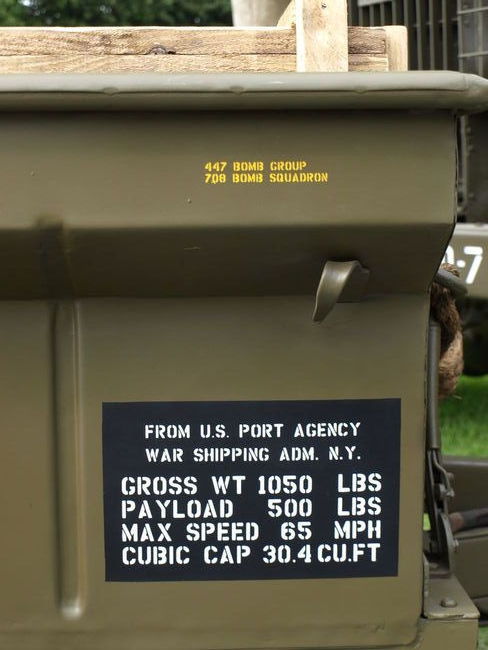 447 BOMB GROUP
708 BOMB SQUADRON
FROM U.S. PORT AGENCY
WAR SHIPPING ADM. N.Y.
GROSS WT 1050 LBS
PAYLOAD 500 LBS
MAX SPEED 65 MPH
CUBIC CAP 30.4 CU.FT